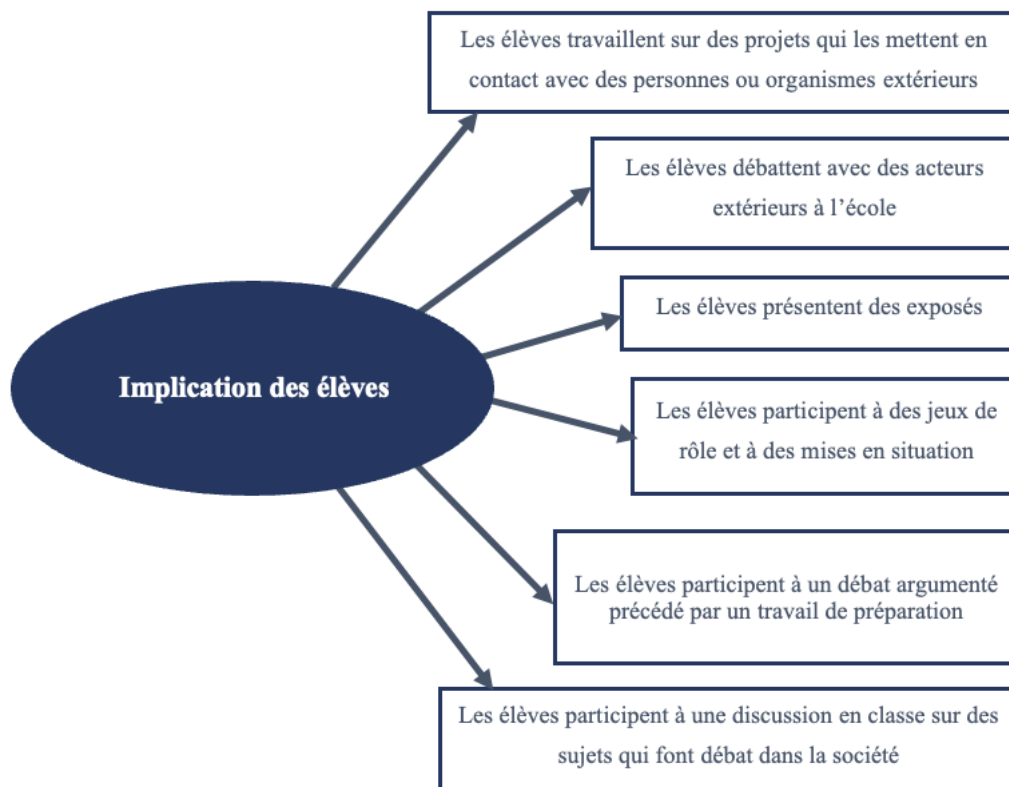 Les élèves travaillent sur des projets qui les mettent en
contact avec des personnes ou organismes extérieurs
Les élèves débattent avec des acteurs
extérieurs à l’école
Les élèves présentent des exposés
Implication des élèves
Les élèves participent à des jeux de
rôle et à des mises en situation
Les élèves participent à un débat argumenté
précédé par un travail de préparation
Les élèves participent à une discussion en classe sur des
sujets qui font débat dans la société